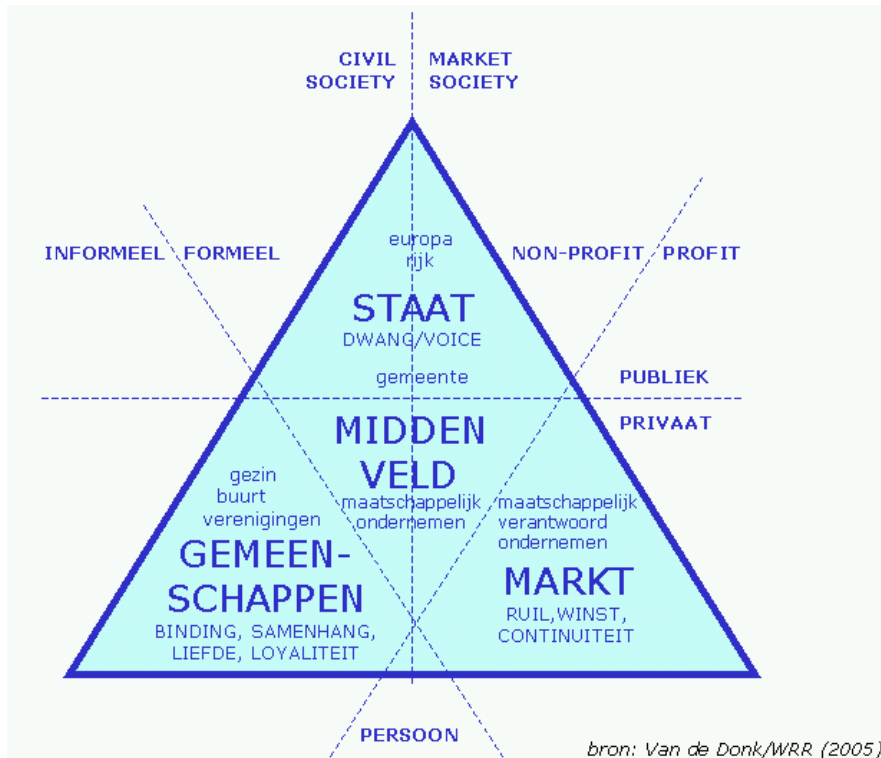 CIVIL SOCIETY
MARKET SOCIETY
INFORMEEL
FORMEEL
NON-PROFIT
PROFIT
europa
rijk
STAAT
DWANG/VOICE
gemeente
PUBLIEK
PRIVAAT
MIDDEN
VELD
maatschappelijk
ondernemen
gezin
buurt
verenigingen
GEMEEN-
SCHAPPEN
BINDING, SAMENHANG,
LIEFDE, LOYALITEIT
maatschappelijk
verantwoord
ondernemen
MARKT
RUIL,WINST,
CONTINUITEIT
PERSOON
bron: Van de Donk/WRR (2005)